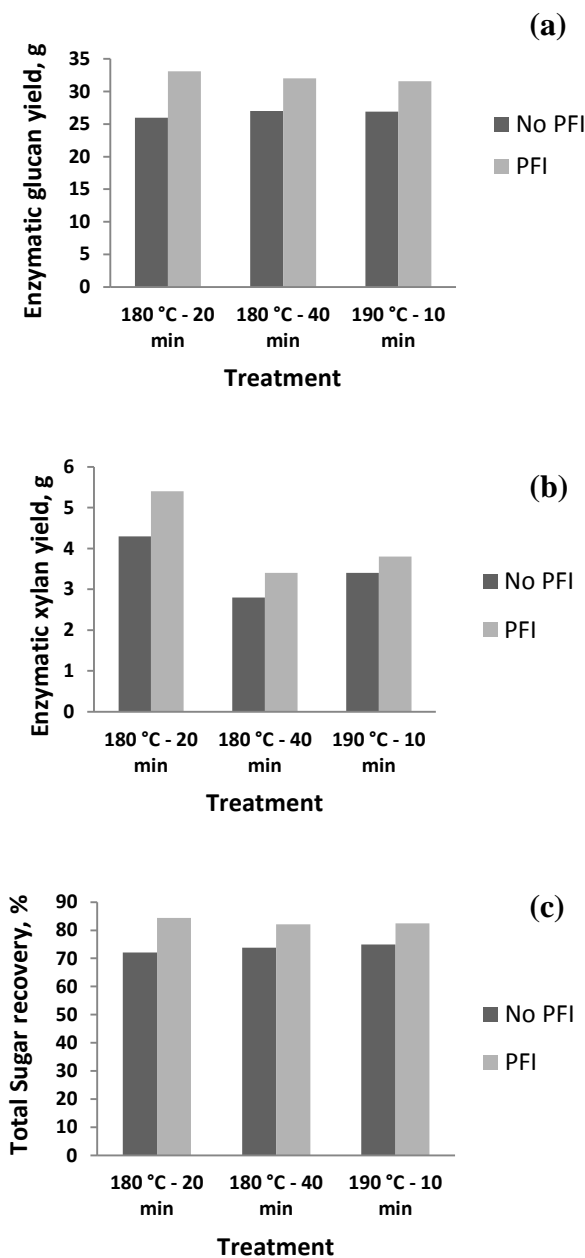 (a)
Enzymatic glucan yield, g
35
30
25
20
15
10
5
0
180 °C - 20
min
180 °C - 40
min
190 °C - 10
min
Treatment
No PFI
PFI
(b)
Enzymatic xylan yield, g
6
5
4
3
2
1
0
180 °C - 20
min
180 °C - 40
min
190 °C - 10
min
Treatment
No PFI
PFI
(c)
Total Sugar recovery, %
90
80
70
60
50
40
30
20
10
0
180 °C - 20
min
180 °C - 40
min
190 °C - 10
min
Treatment
No PFI
PFI